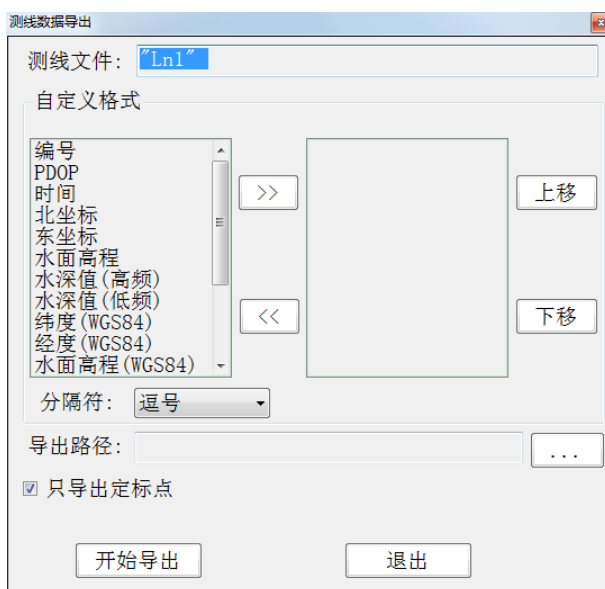 测线数据导出
测线文件: "Ln1"
自定义格式
编号
PDOP
时间
北坐标
东坐标
水面高程
水深值(高频)
水深值(低频)
纬度(WGS84)
经度(WGS84)
水面高程(WGS84)
>>
<<
上移
下移
分隔符: 逗号
导出路径: ...
只导出定标点
开始导出 退出